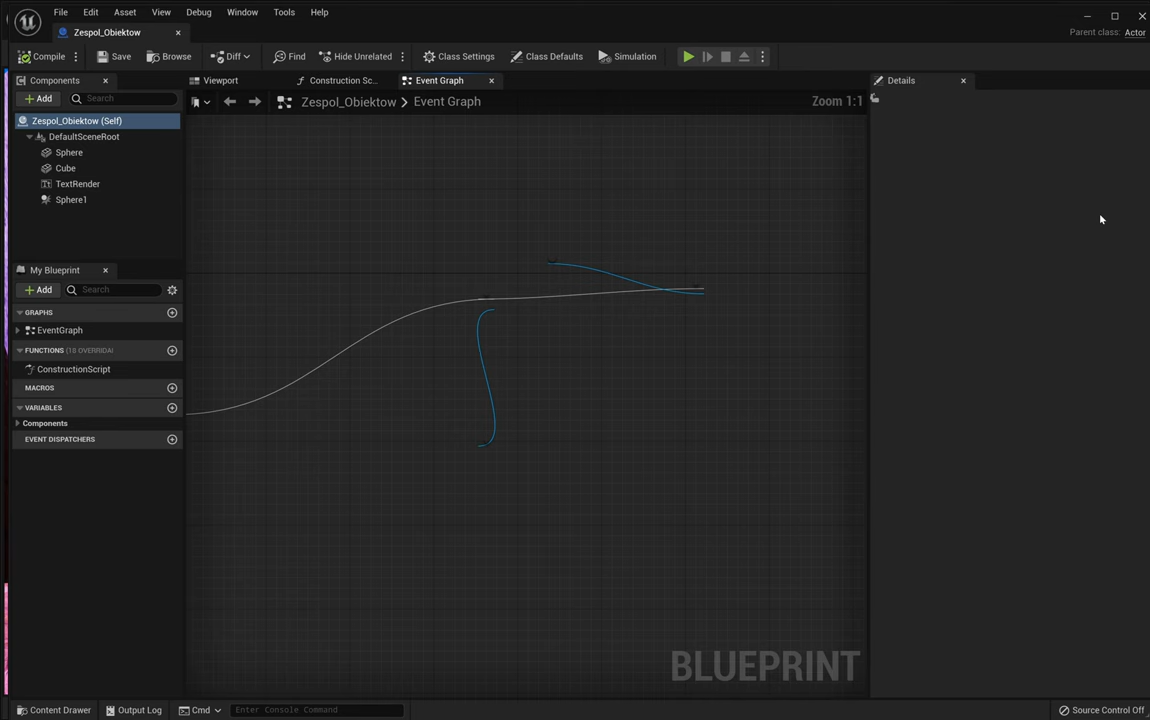 File Edit Asset View Debug Window Tools Help
Zespol_Obiektow
Parent class: Actor
Compile Save Browse Diff Find Hide Unrelated Class Settings Class Defaults Simulation
Components Viewport Construction Sc... Event Graph Details
+ Add Search
Zespol_Obiektow > Event Graph Zoom 1:1
Zespol_Obiektow (Self)
DefaultSceneRoot
Sphere
Cube
TextRender
Sphere1
My Blueprint
+ Add Search
GRAPHS
EventGraph
FUNCTIONS (18 OVERRIDAI
ConstructionScript
MACROS
VARIABLES
Components
EVENT DISPATCHERS
BLUEPRINT
Content Drawer Output Log Cmd Enter Console Command Source Control Off